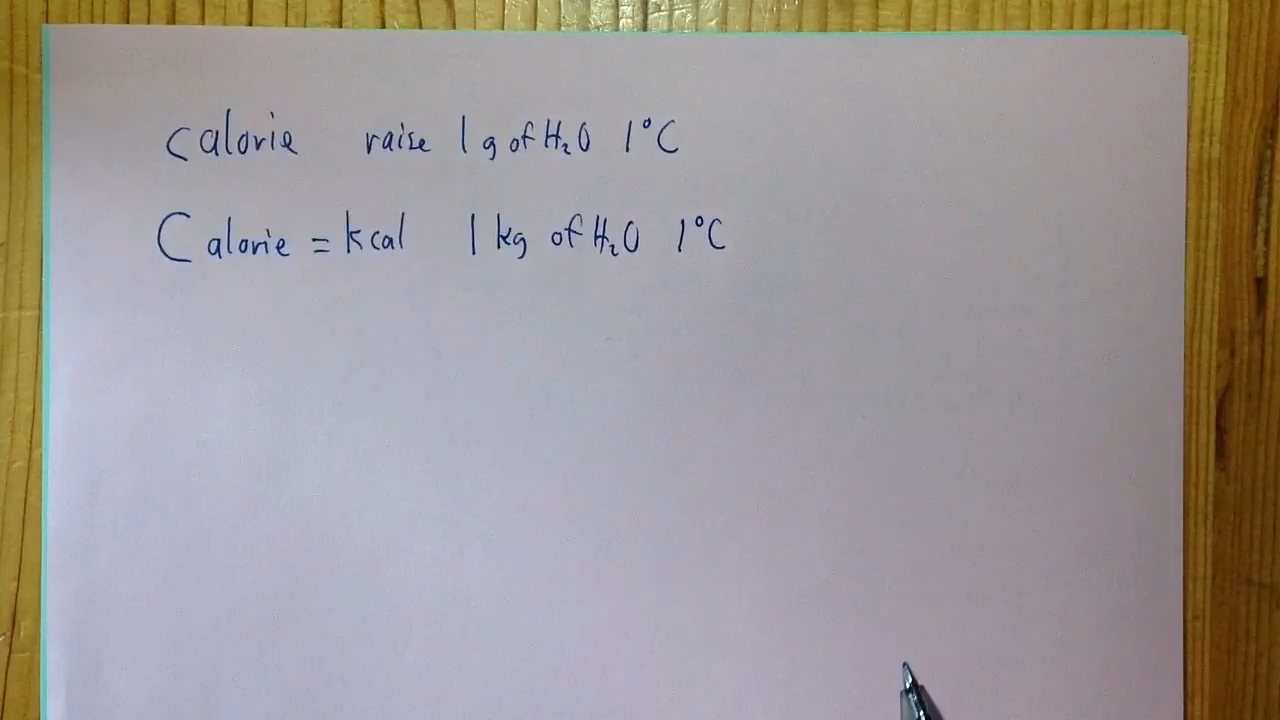 calorie raise 1 g of H₂O 1°C
Calorie = kcal 1 kg of H₂O 1°C